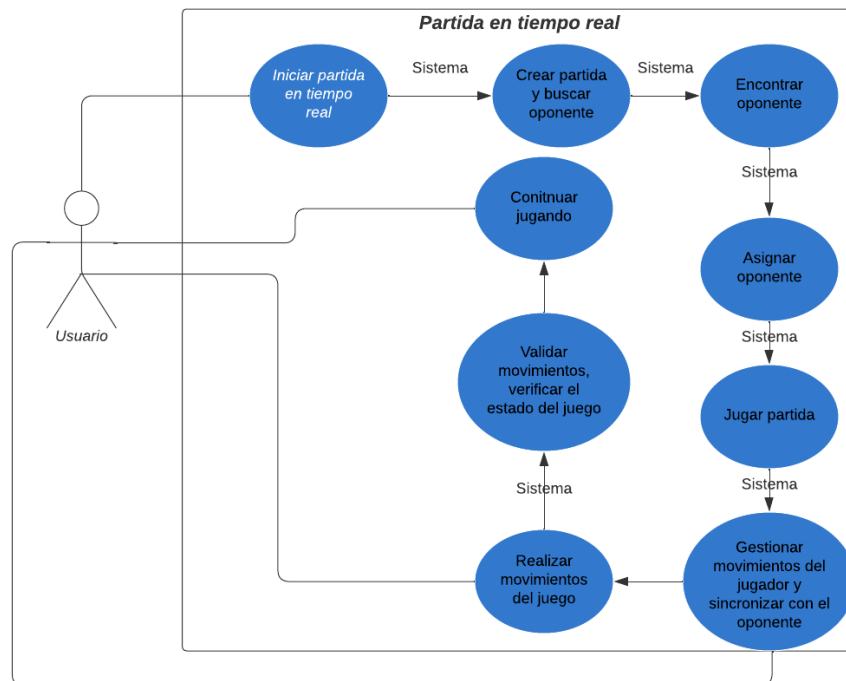 Partida en tiempo real
Iniciar partida
en tiempo
real
Sistema
Crear partida
y buscar
oponente
Sistema
Encontrar
oponente
Sistema
Asignar
oponente
Sistema
Jugar partida
Sistema
Gestionar
movimientos del
jugador y
sincronizar con el
oponente
Realizar
movimientos
del juego
Sistema
Validar
movimientos,
verificar el
estado del juego
Conitnuar
jugando
Usuario